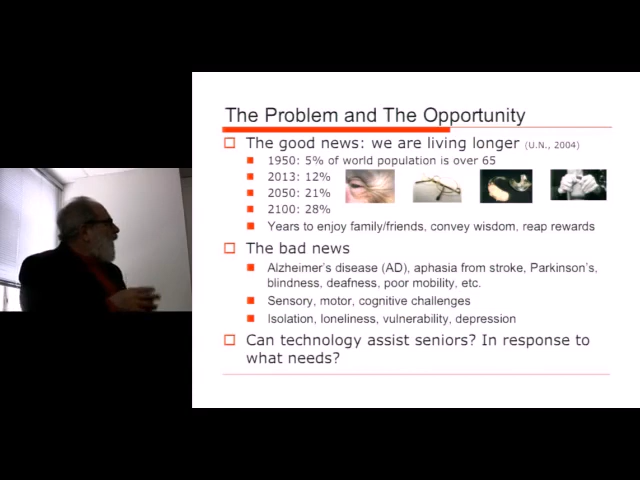 The Problem and The Opportunity
The good news: we are living longer (U.N., 2004)
1950: 5% of world population is over 65
2013: 12%
2050: 21%
2100: 28%
Years to enjoy family/friends, convey wisdom, reap rewards
The bad news
Alzheimer's disease (AD), aphasia from stroke, Parkinson's,
blindness, deafness, poor mobility, etc.
Sensory, motor, cognitive challenges
Isolation, loneliness, vulnerability, depression
Can technology assist seniors? In response to
what needs?